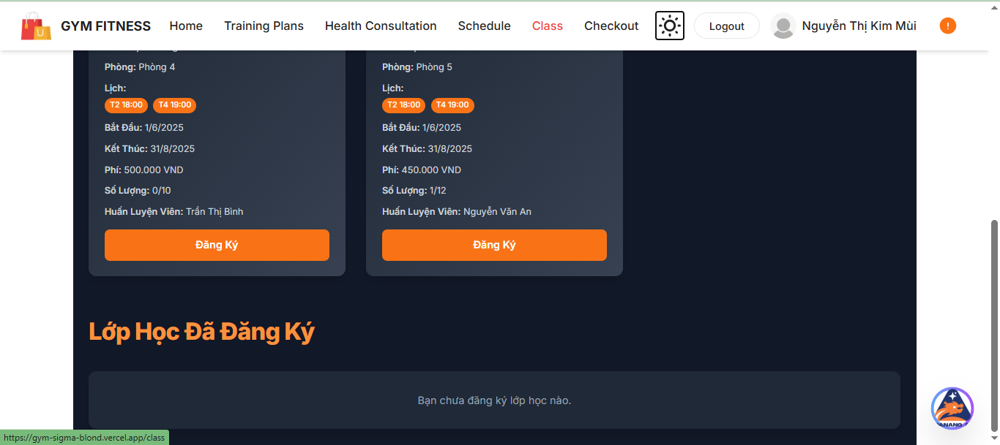 GYM FITNESS Home Training Plans Health Consultation Schedule Class Checkout Logout Nguyễn Thị Kim Mùi !
Phòng: Phòng 4
Lịch:
T2 18:00 T4 19:00
Bắt Đầu: 1/6/2025
Kết Thúc: 31/8/2025
Phí: 500.000 VND
Số Lượng: 0/10
Huấn Luyện Viên: Trần Thị Bình
Đăng Ký
Phòng: Phòng 5
Lịch:
T2 18:00 T4 19:00
Bắt Đầu: 1/6/2025
Kết Thúc: 31/8/2025
Phí: 450.000 VND
Số Lượng: 1/12
Huấn Luyện Viên: Nguyễn Văn An
Đăng Ký
Lớp Học Đã Đăng Ký
Bạn chưa đăng ký lớp học nào.
https://gym-sigma-blond.vercel.app/class